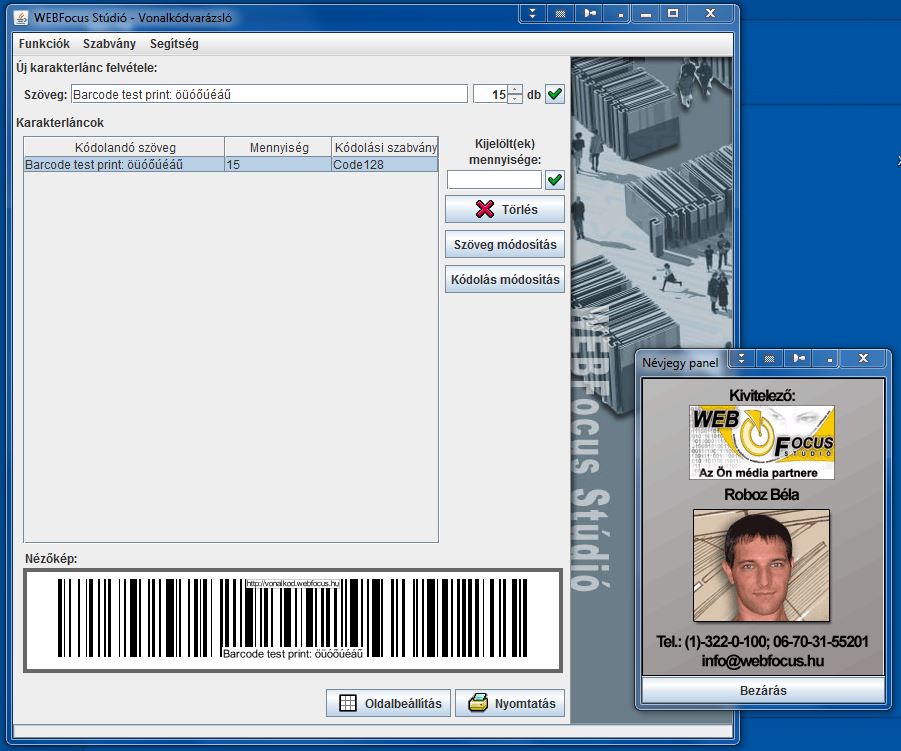 WEBFocus Stúdió - Vonalkódvarázsló
Funkciók Szabvány Segítség
Új karakterlánc felvétele:
Szöveg: Barcode test print: öüóőúéáű 15 db
Karakterláncok
Kódolandó szöveg Mennyiség Kódolási szabvány
Barcode test print: öüóőúéáű 15 Code128
Kijelölt(ek)
mennyisége:
Törlés
Szöveg módosítás
Kódolás módosítás
WEBFocus Stúdió
Nézőkép:
http://vonalkod.webfocus.hu
Barcode test print: öüóőúéáű
Oldalbeállítás Nyomtatás
Névjegy panel
Kivitelező:
WEB FOCUS
STUDIÓ
Az Ön média partnere
Roboz Béla
Tel.: (1)-322-0-100; 06-70-31-55201
info@webfocus.hu
Bezárás